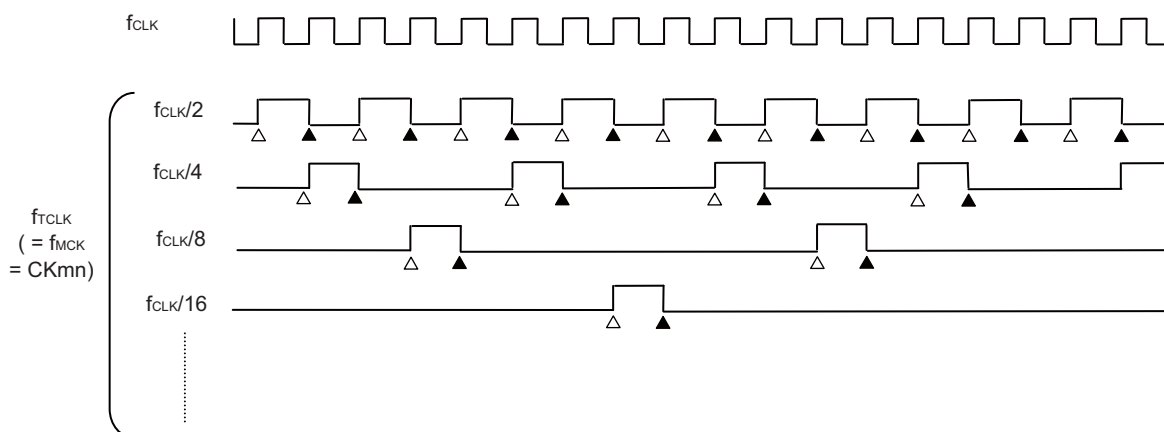 fCLK
fCLK/2
fCLK/4
fCLK/8
fCLK/16
fTCLK
( = fMCK
= CKmn)